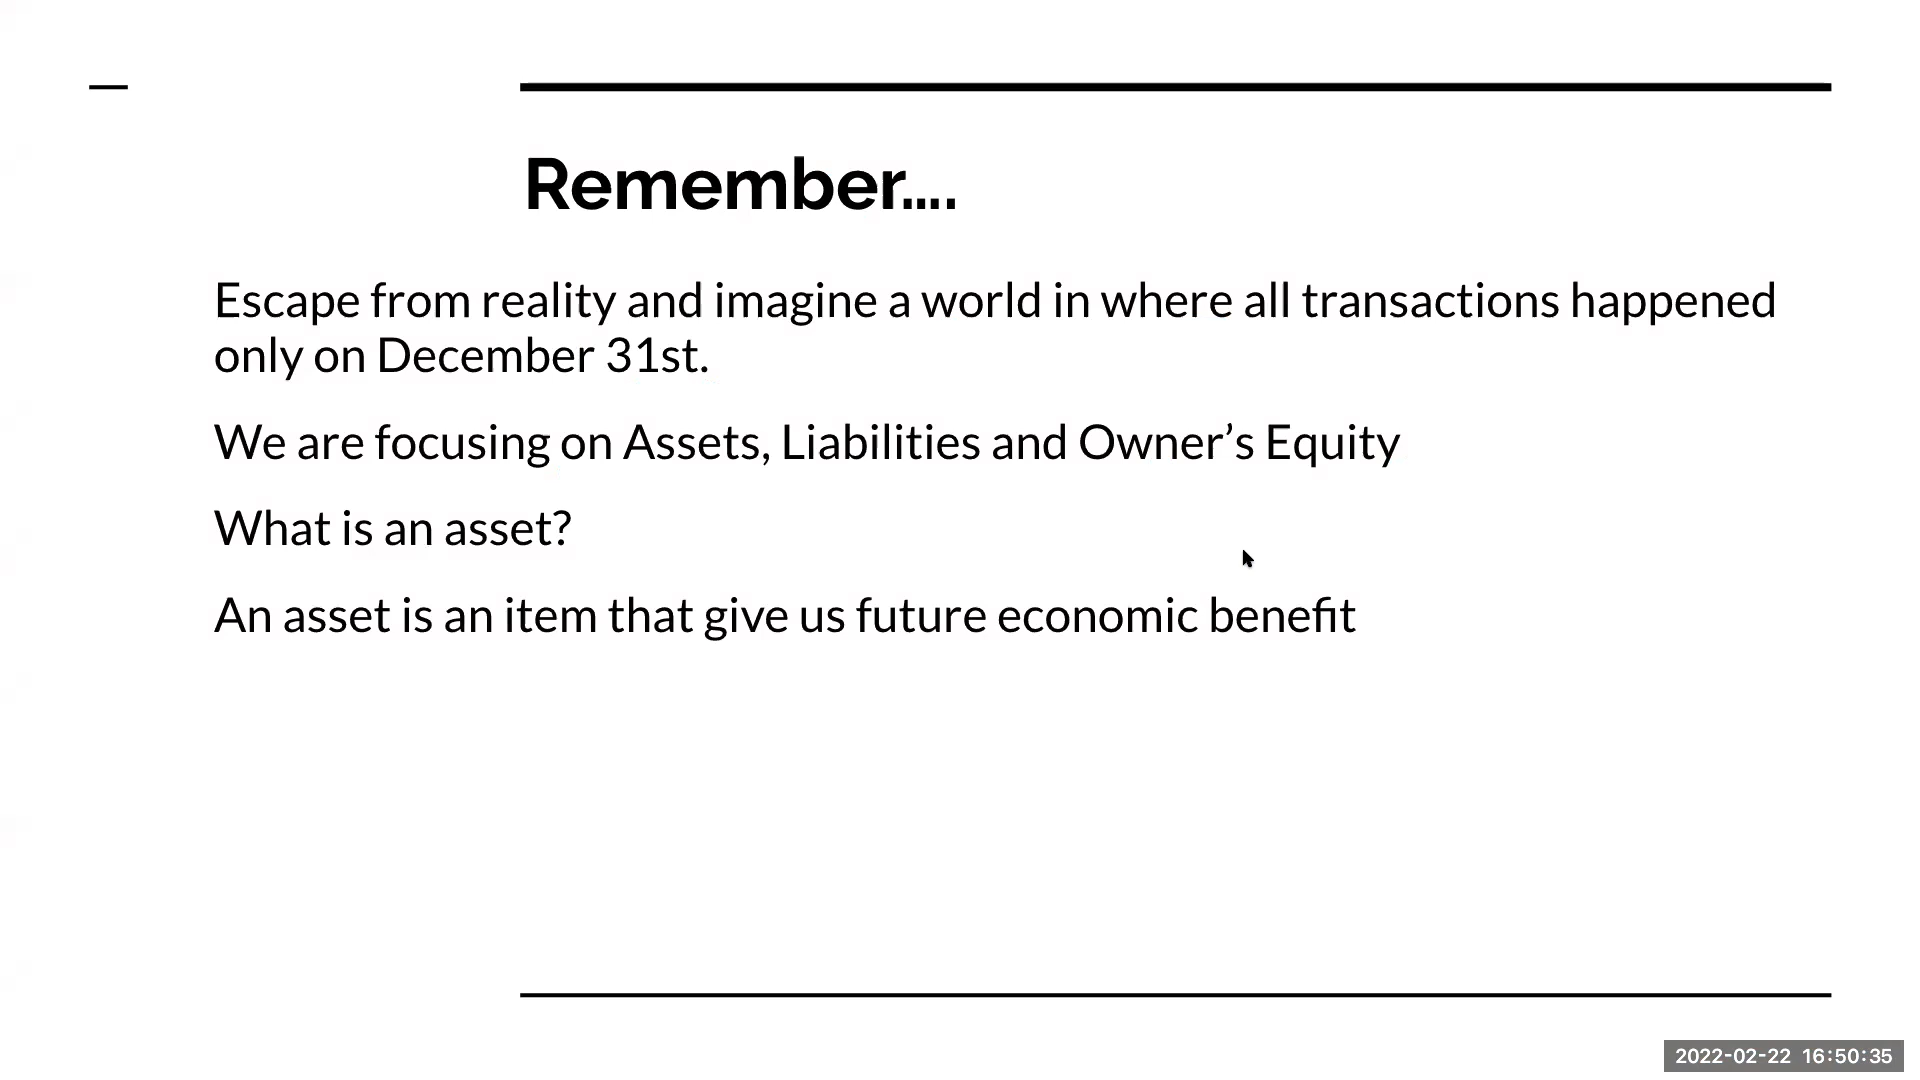 Remember....
Escape from reality and imagine a world in where all transactions happened
only on December 31st.
We are focusing on Assets, Liabilities and Owner’s Equity
What is an asset?
An asset is an item that give us future economic benefit
2022-02-22 16:50:35